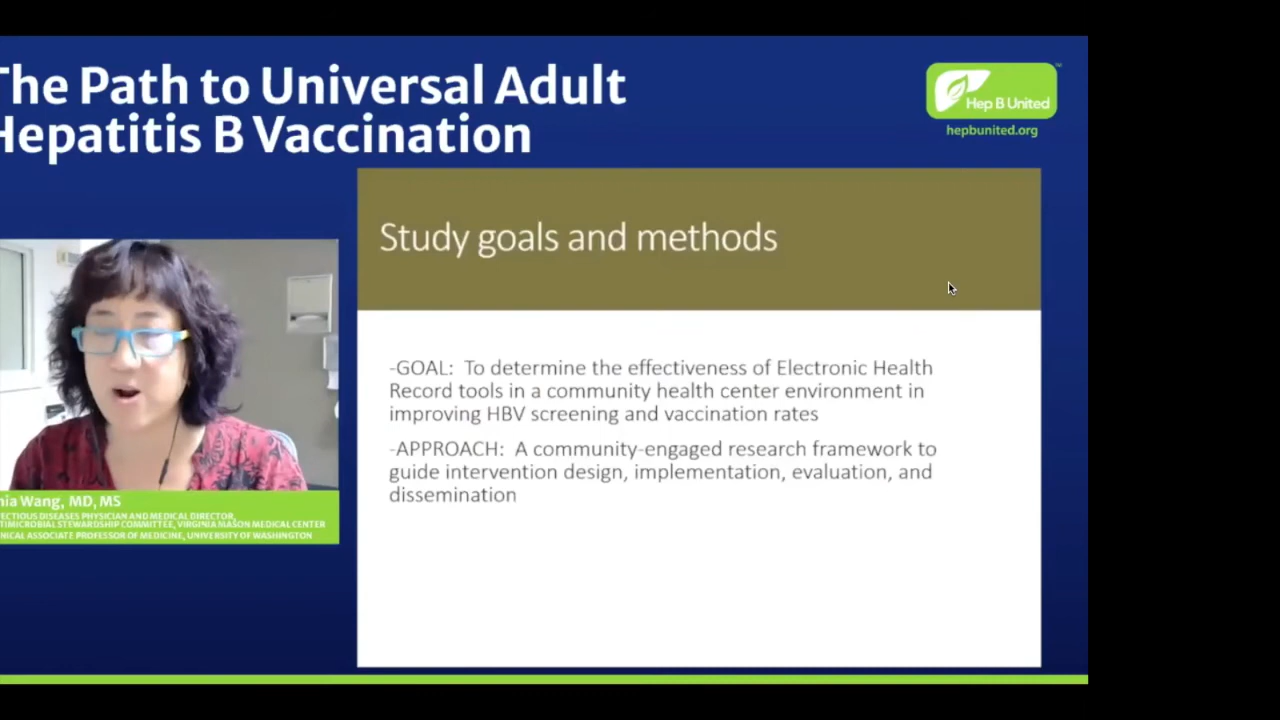 The Path to Universal Adult
Hepatitis B Vaccination
Hep B United
™
hepbunited.org
Study goals and methods
-GOAL:  To determine the effectiveness of Electronic Health
Record tools in a community health center environment in
improving HBV screening and vaccination rates
-APPROACH:  A community-engaged research framework to
guide intervention design, implementation, evaluation, and
dissemination
nia Wang, MD, MS
ECTIOUS DISEASES PHYSICIAN AND MEDICAL DIRECTOR,
TIMICROBIAL STEWARDSHIP COMMITTEE, VIRGINIA MASON MEDICAL CENTER
NICAL ASSOCIATE PROFESSOR OF MEDICINE, UNIVERSITY OF WASHINGTON